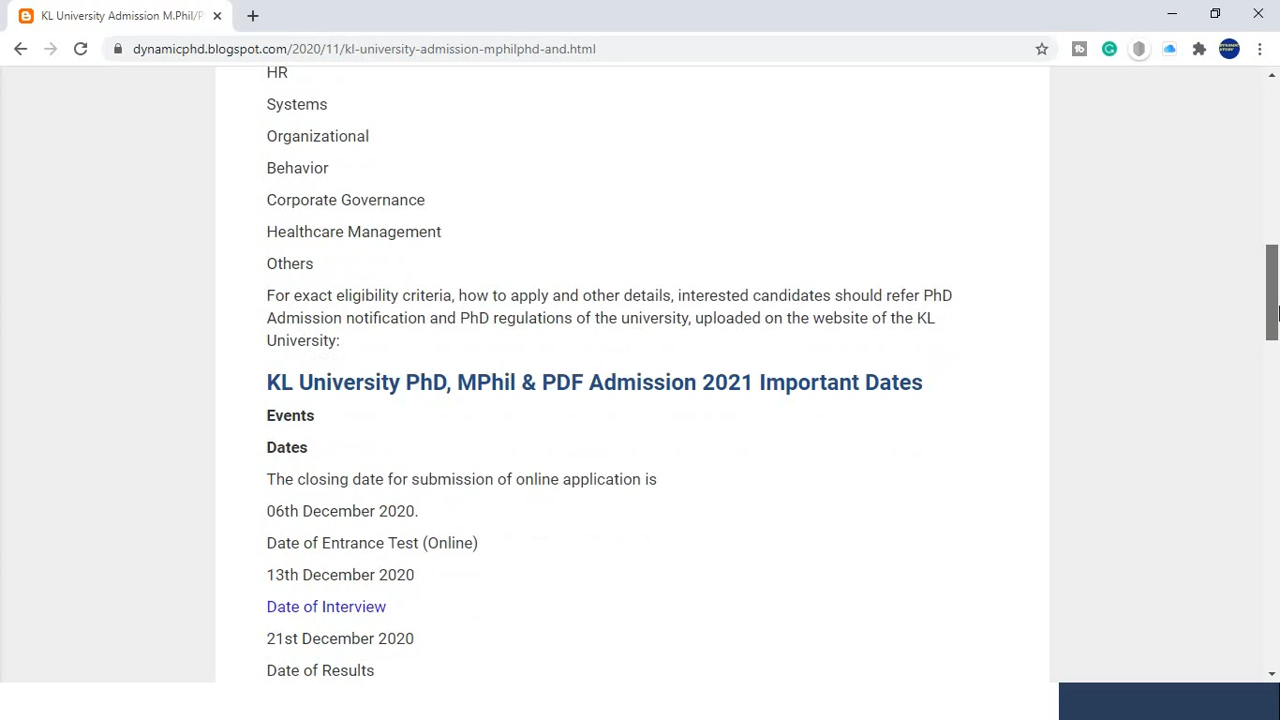 KL University Admission M.Phil/P
dynamicphd.blogspot.com/2020/11/kl-university-admission-mphilphd-and.html
HR
Systems
Organizational
Behavior
Corporate Governance
Healthcare Management
Others
For exact eligibility criteria, how to apply and other details, interested candidates should refer PhD
Admission notification and PhD regulations of the university, uploaded on the website of the KL
University:
KL University PhD, MPhil & PDF Admission 2021 Important Dates
Events
Dates
The closing date for submission of online application is
06th December 2020.
Date of Entrance Test (Online)
13th December 2020
Date of Interview
21st December 2020
Date of Results